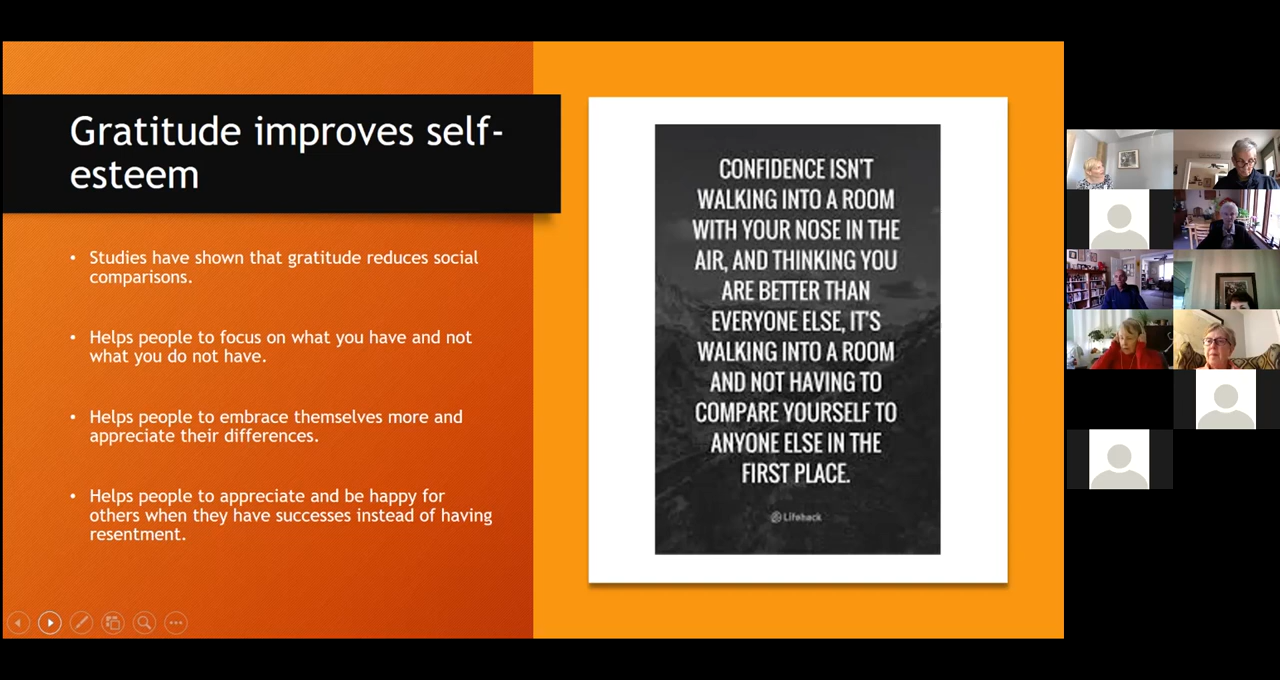 Gratitude improves self-
esteem
• Studies have shown that gratitude reduces social
comparisons.
• Helps people to focus on what you have and not
what you do not have.
• Helps people to embrace themselves more and
appreciate their differences.
• Helps people to appreciate and be happy for
others when they have successes instead of having
resentment.
CONFIDENCE ISN'T
WALKING INTO A ROOM
WITH YOUR NOSE IN THE
AIR, AND THINKING YOU
ARE BETTER THAN
EVERYONE ELSE, IT'S
WALKING INTO A ROOM
AND NOT HAVING TO
COMPARE YOURSELF TO
ANYONE ELSE IN THE
FIRST PLACE.
Lifehack